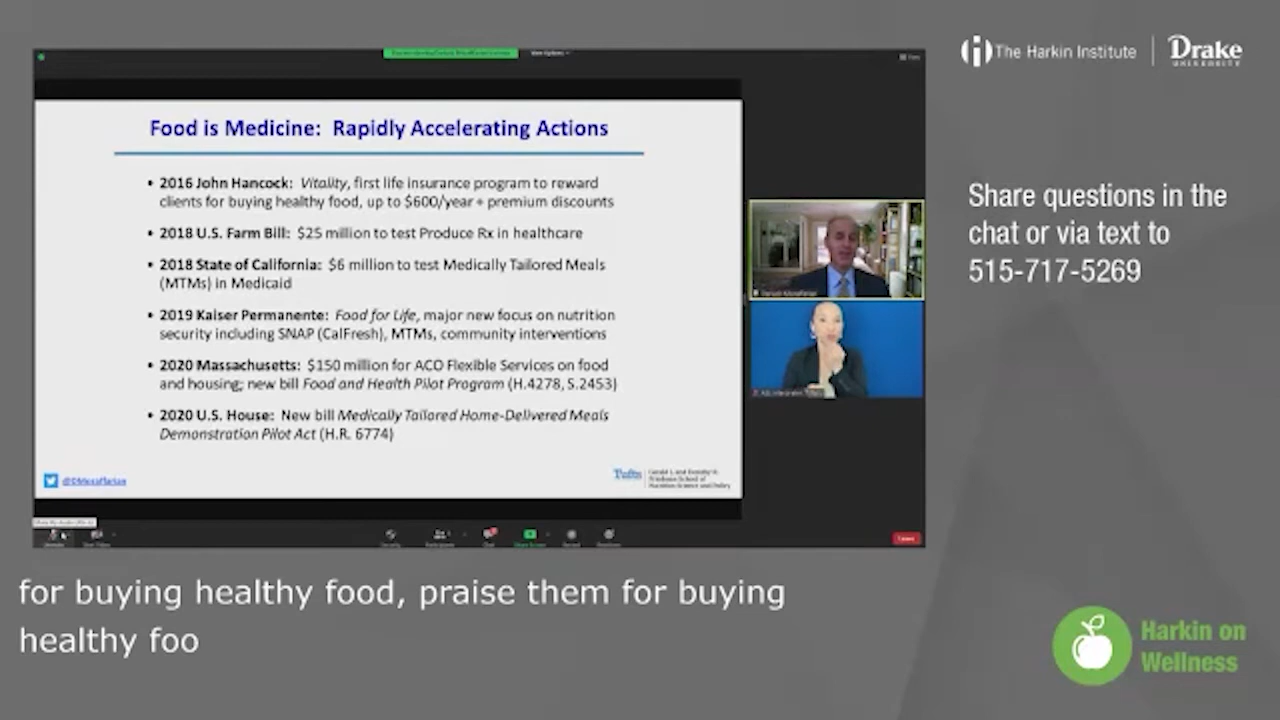 The Harkin Institute
Drake
UNIVERSITY
Food is Medicine: Rapidly Accelerating Actions
• 2016 John Hancock: Vitality, first life insurance program to reward
clients for buying healthy food, up to $600/year + premium discounts
• 2018 U.S. Farm Bill: $25 million to test Produce Rx in healthcare
• 2018 State of California: $6 million to test Medically Tailored Meals
(MTMs) in Medicaid
• 2019 Kaiser Permanente: Food for Life, major new focus on nutrition
security including SNAP (CalFresh), MTMs, community interventions
• 2020 Massachusetts: $150 million for ACO Flexible Services on food
and housing; new bill Food and Health Pilot Program (H.4278, S.2453)
• 2020 U.S. House: New bill Medically Tailored Home-Delivered Meals
Demonstration Pilot Act (H.R. 6774)
@DMozaffarian
Tufts
Nutrition Science and Policy
Share questions in the
chat or via text to
515-717-5269
for buying healthy food, praise them for buying
healthy foo
Harkin on
Wellness